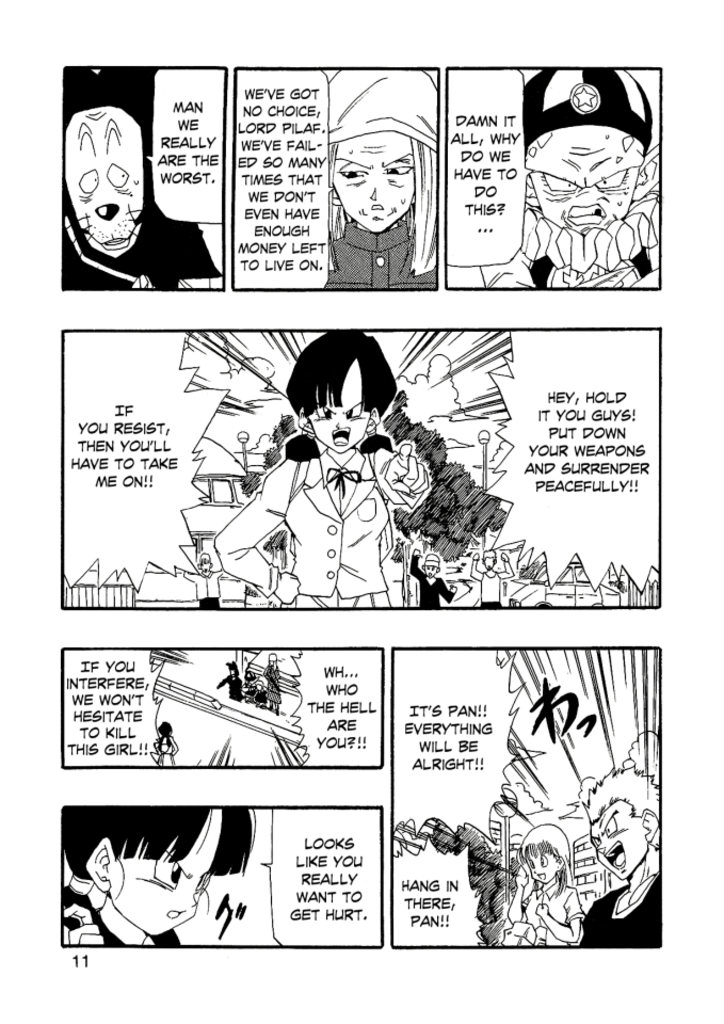 DAMN IT
ALL, WHY
DO WE
HAVE TO
DO
THIS?
...
WE'VE GOT
NO CHOICE,
LORD PILAF.
WE'VE FAIL-
ED SO MANY
TIMES THAT
WE DON'T
EVEN HAVE
ENOUGH
MONEY LEFT
TO LIVE ON.
MAN
WE
REALLY
ARE THE
WORST.
HEY, HOLD
IT YOU GUYS!
PUT DOWN
YOUR WEAPONS
AND SURRENDER
PEACEFULLY!!
IF
YOU RESIST,
THEN YOU'LL
HAVE TO TAKE
ME ON!!
IT'S PAN!!
EVERYTHING
WILL BE
ALRIGHT!!
わっ
HANG IN
THERE,
PAN!!
WH...
WHO
THE HELL
ARE
YOU?!!
IF YOU
INTERFERE,
WE WON'T
HESITATE
TO KILL
THIS GIRL!!
LOOKS
LIKE YOU
REALLY
WANT TO
GET HURT.
グッ
11